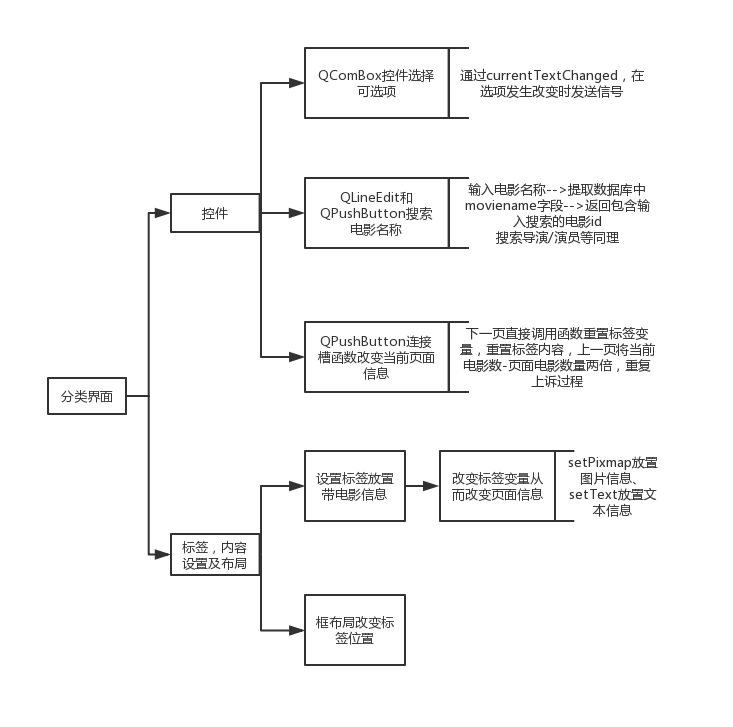 QComBox控件选择
可选项
通过currentTextChanged，在
选项发生改变时发送信号
QLineEdit和
QPushButton搜索
电影名称
输入电影名称-->提取数据库中
moviename字段-->返回包含输
入搜索的电影id
搜索导演/演员等同理
控件
QPushButton连接
槽函数改变当前页面
信息
下一页直接调用函数重置标签变
量，重置标签内容，上一页将当前
电影数-页面电影数量两倍，重复
上诉过程
分类界面
设置标签放置
带电影信息
改变标签变量从
而改变页面信息
setPixmap放置
图片信息、
setText放置文
本信息
标签，内容
设置及布局
框布局改变标
签位置